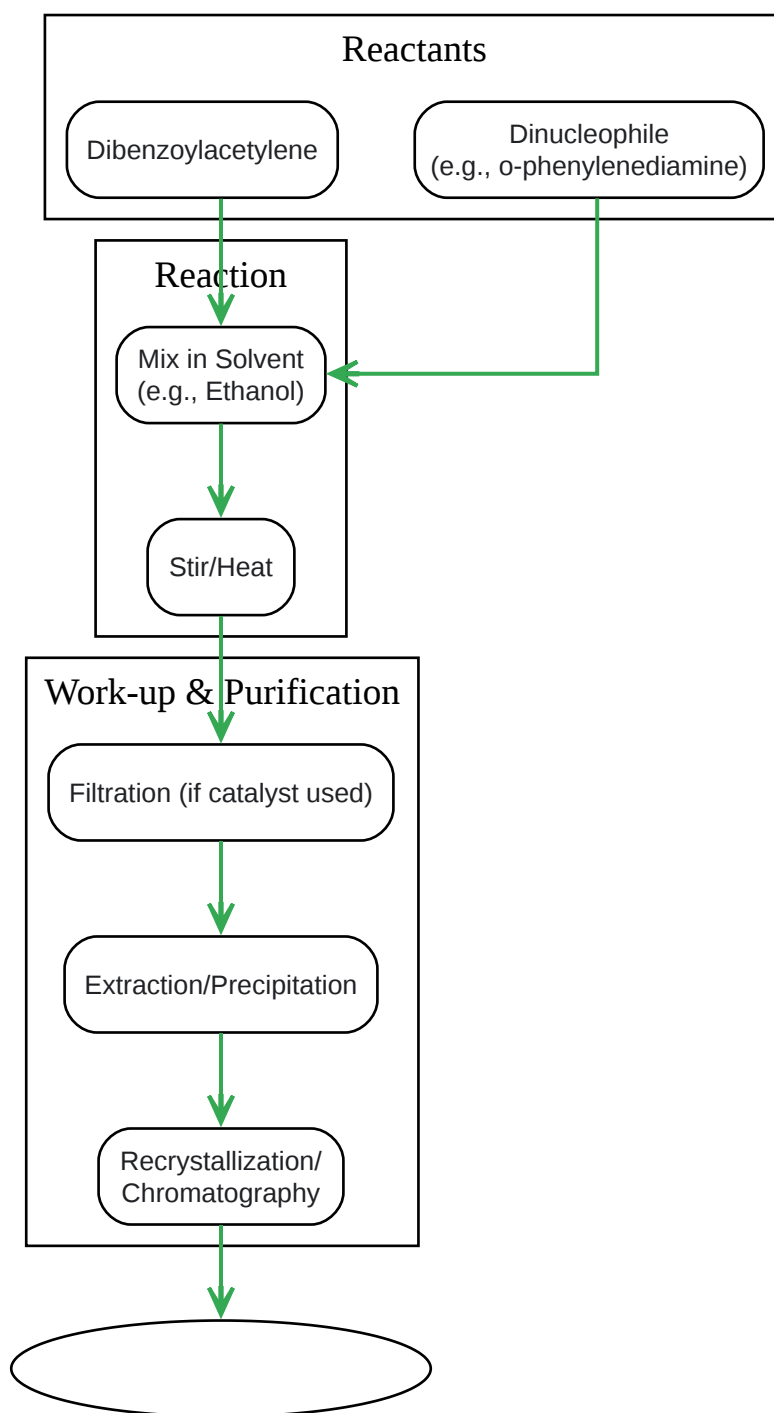 Reactants
Dibenzoylacetylene
Dinucleophile
(e.g., o-phenylenediamine)
Reaction
Mix in Solvent
(e.g., Ethanol)
Stir/Heat
Work-up & Purification
Filtration (if catalyst used)
Extraction/Precipitation
Recrystallization/
Chromatography